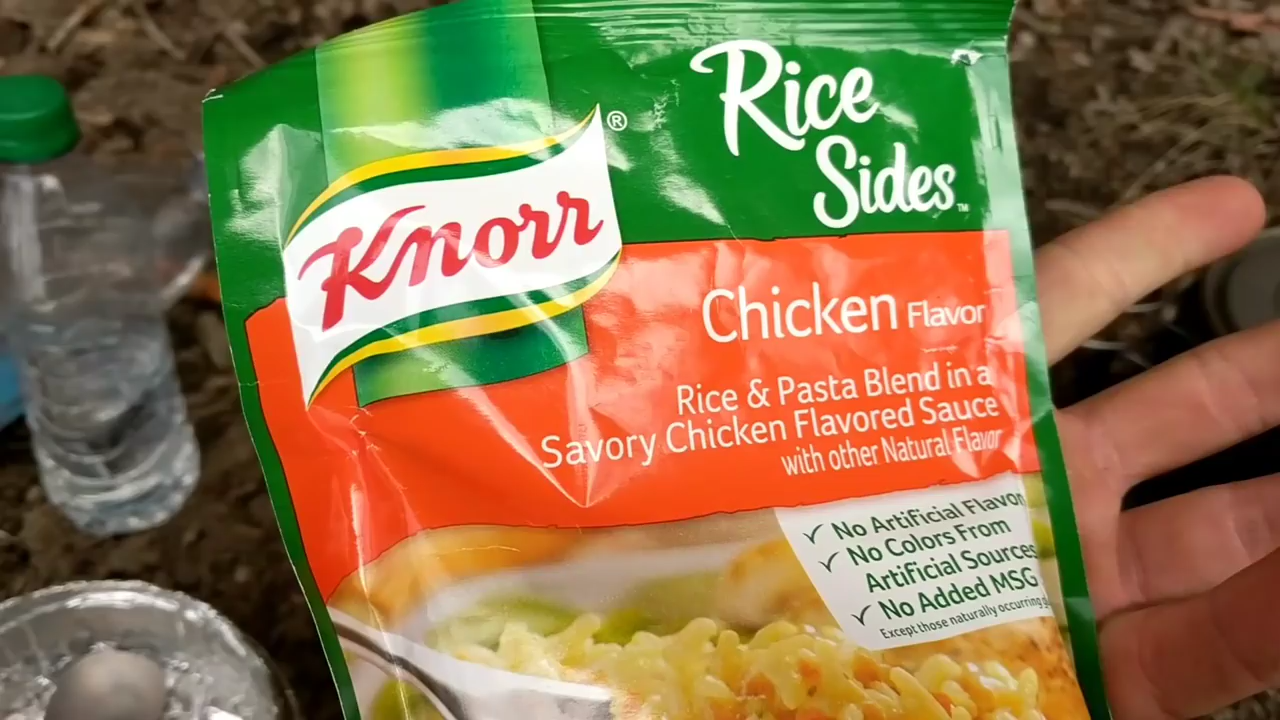 Knorr®
Rice
Sides™
Chicken Flavor
Rice & Pasta Blend in a
Savory Chicken Flavored Sauce
with other Natural Flavor
✓ No Artificial Flavors
✓ No Colors From
Artificial Sources
✓ No Added MSG
Except those naturally occurring